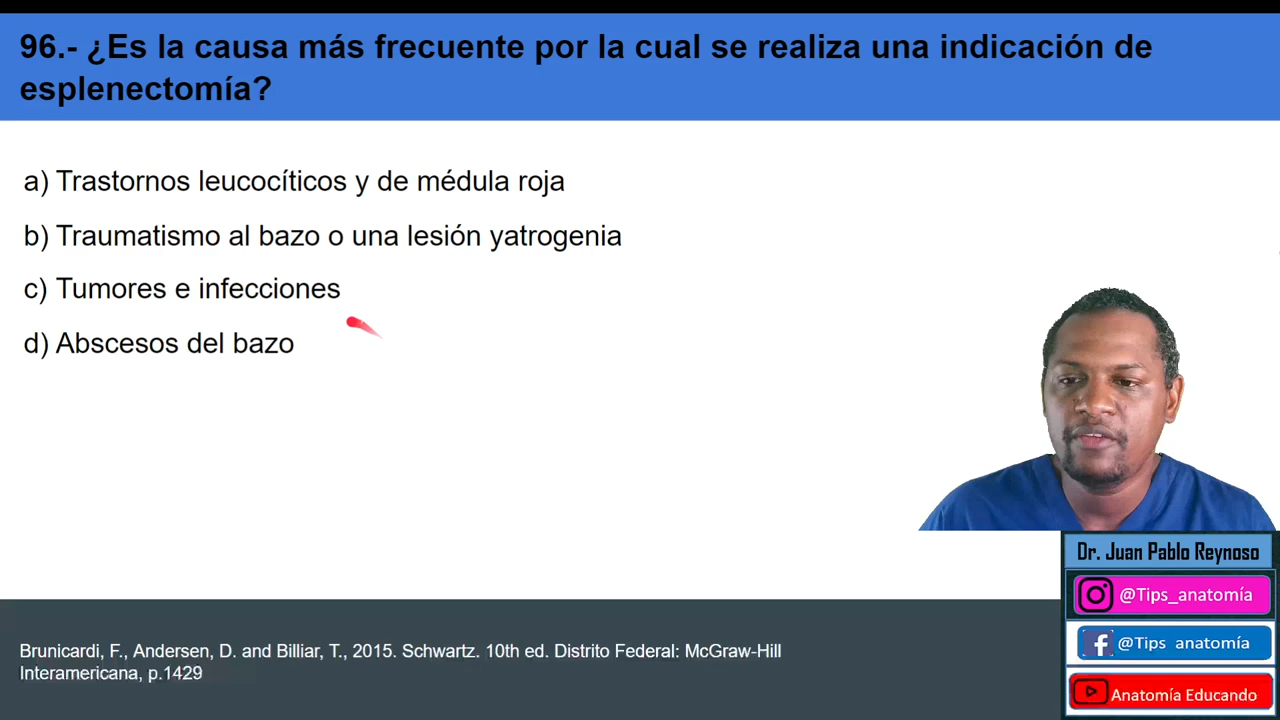 96.- ¿Es la causa más frecuente por la cual se realiza una indicación de
esplenectomía?
a) Trastornos leucocíticos y de médula roja
b) Traumatismo al bazo o una lesión yatrogenia
c) Tumores e infecciones
d) Abscesos del bazo
Dr. Juan Pablo Reynoso
@Tips_anatomía
@Tips anatomía
Anatomía Educando
Brunicardi, F., Andersen, D. and Billiar, T., 2015. Schwartz. 10th ed. Distrito Federal: McGraw-Hill
Interamericana, p.1429